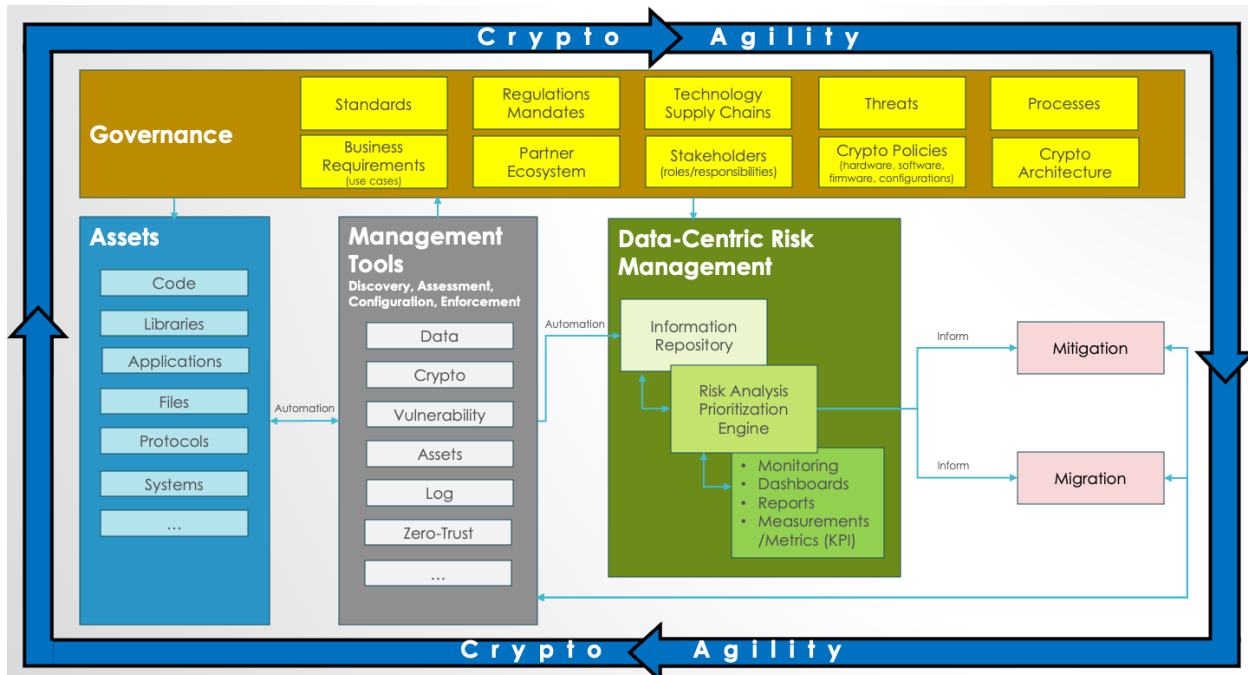 Crypto Agility
Governance
Standards
Regulations
Mandates
Technology
Supply Chains
Threats
Processes
Business
Requirements
(use cases)
Partner
Ecosystem
Stakeholders
(roles/responsibilities)
Crypto Policies
(hardware, software,
firmware, configurations)
Crypto
Architecture
Assets
Code
Libraries
Applications
Files
Protocols
Systems
...
Automation
Management
Tools
Discovery, Assessment,
Configuration, Enforcement
Data
Crypto
Vulnerability
Assets
Log
Zero-Trust
...
Automation
Data-Centric Risk
Management
Information
Repository
Risk Analysis
Prioritization
Engine
• Monitoring
• Dashboards
• Reports
• Measurements
/Metrics (KPI)
Inform
Mitigation
Inform
Migration
Crypto Agility